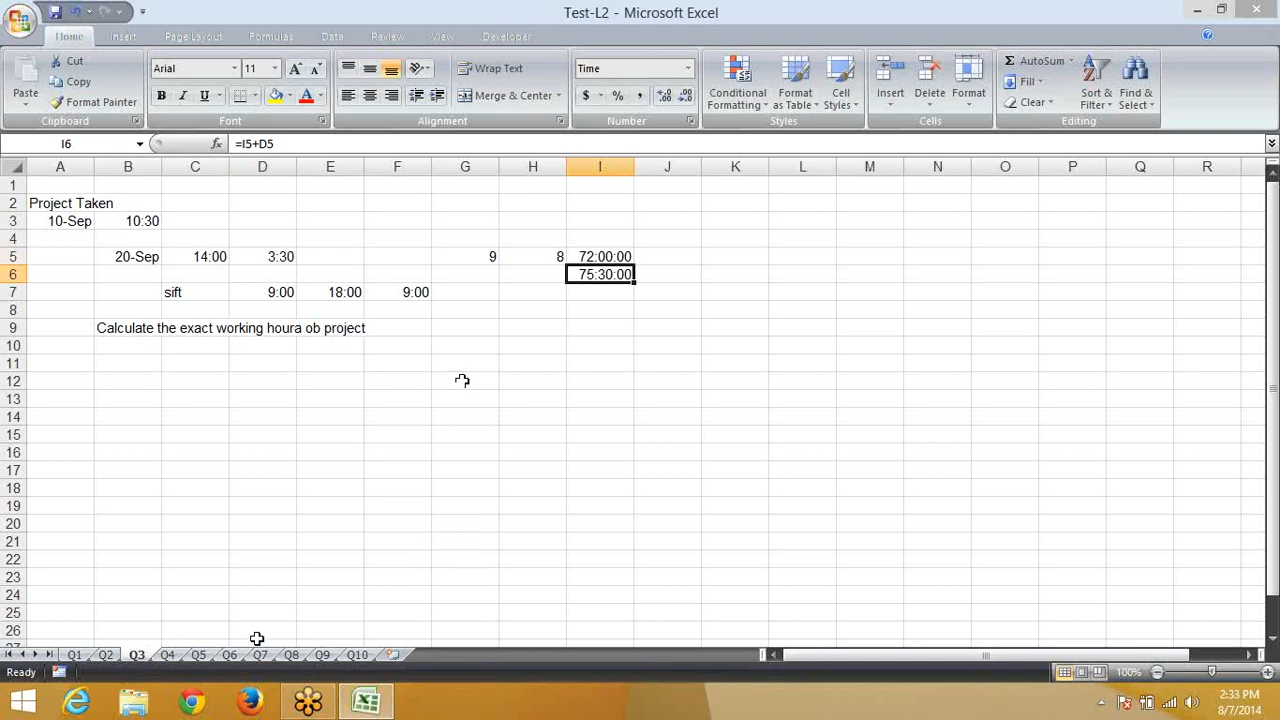 Test-L2 - Microsoft Excel
Home Insert Page Layout Formulas Data Review View Developer
Paste
Cut
Copy
Format Painter
Clipboard
Arial 11
B I U
Font
Wrap Text
Merge & Center
Alignment
Time
$ % ,
Number
Conditional Formatting
Format as Table
Cell Styles
Styles
Insert
Delete
Format
Cells
AutoSum
Fill
Clear
Sort & Filter
Find & Select
Editing
I6 fx =I5+D5
A B C D E F G H I J K L M N O P Q R
1
2 Project Taken
3 10-Sep 10:30
4
5 20-Sep 14:00 3:30 9 8 72:00:00
6 75:30:00
7 sift 9:00 18:00 9:00
8
9 Calculate the exact working houra ob project
10
11
12
13
14
15
16
17
18
19
20
21
22
23
24
25
26
27
Q1 Q2 Q3 Q4 Q5 Q6 Q7 Q8 Q9 Q10
Ready 100%
2:33 PM
8/7/2014